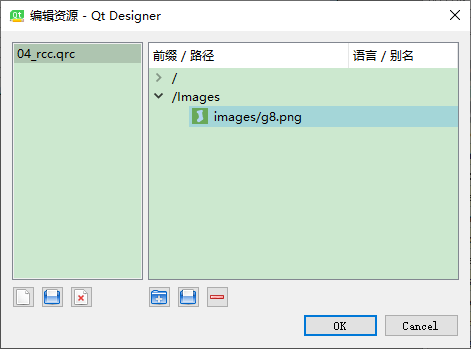 编辑资源 - Qt Designer
04_rcc.qrc
前缀 / 路径 语言 / 别名
/
/Images
images/g8.png
OK Cancel